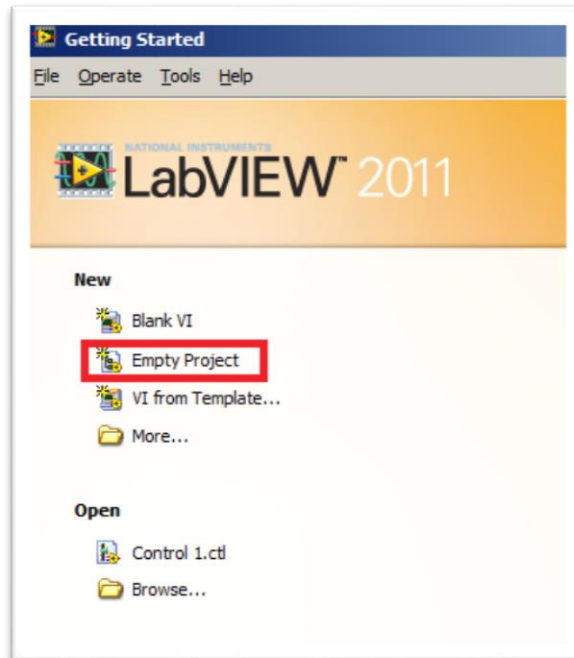 Getting Started
File Operate Tools Help
NATIONAL INSTRUMENTS
LabVIEW™ 2011
New
Blank VI
Empty Project
VI from Template...
More...
Open
Control 1.ctl
Browse...